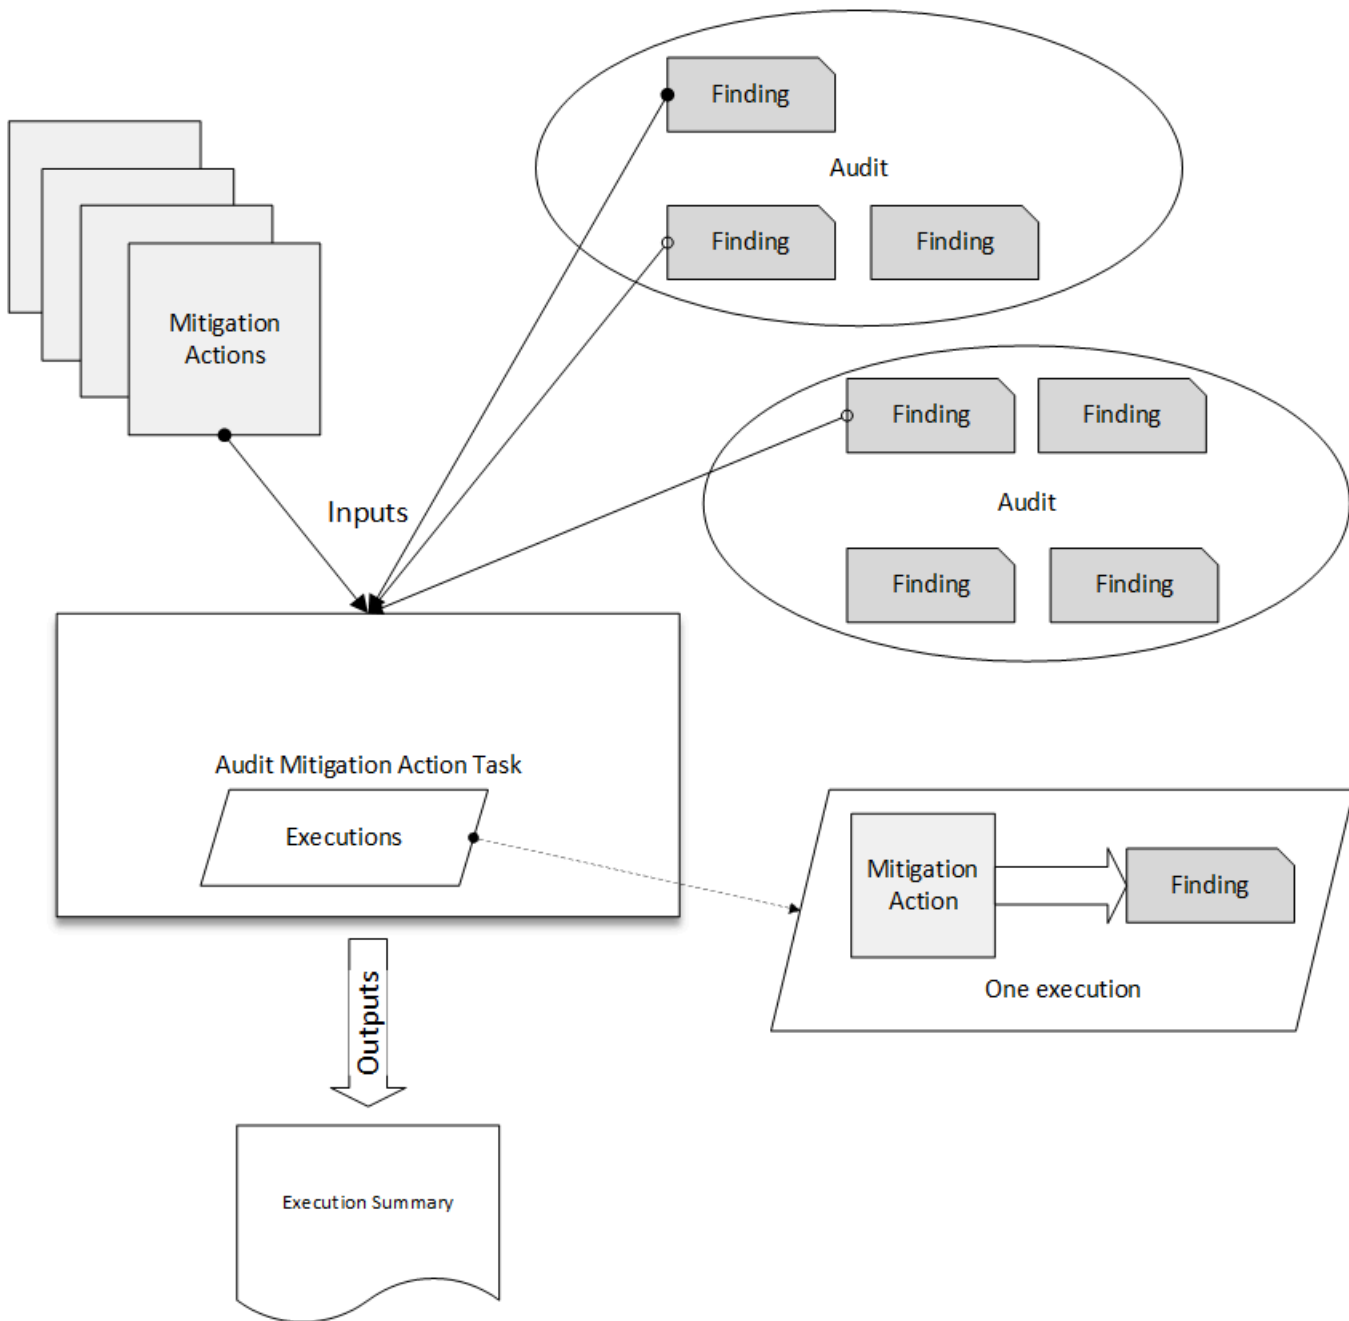 Finding
Audit
Finding
Finding
Mitigation
Actions
Finding
Finding
Inputs
Audit
Finding
Finding
Audit Mitigation Action Task
Executions
Mitigation
Action
Finding
One execution
Outputs
Execution Summary